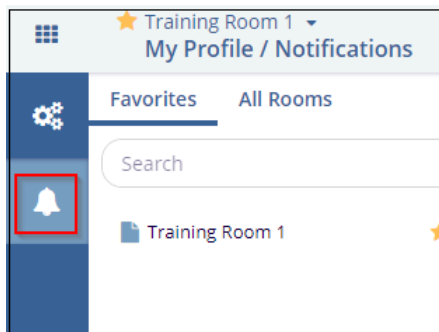 Training Room 1
My Profile / Notifications
Favorites All Rooms
Search
Training Room 1